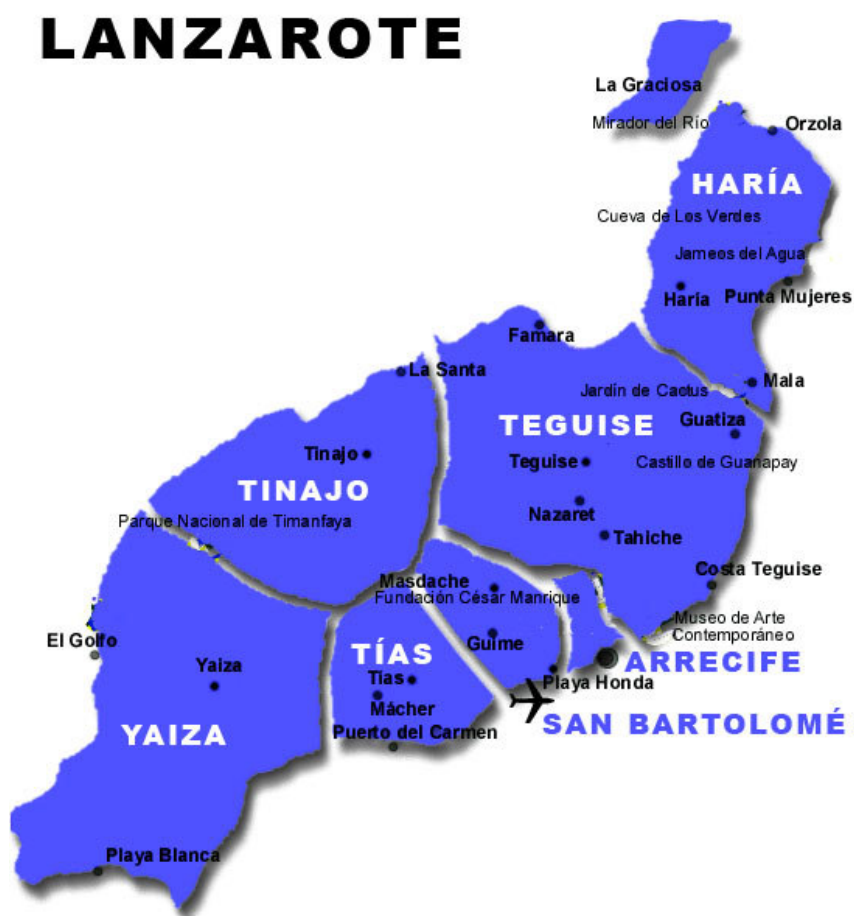 LANZAROTE
La Graciosa
Mirador del Río
Orzola
HARÍA
Cueva de Los Verdes
Jameos del Agua
Haria
Punta Mujeres
Famara
La Santa
Mala
Jardín de Cactus
TEGUISE
Guatiza
Tinajo
Teguise
Castillo de Guanapay
TINAJO
Nazaret
Parque Nacional de Timanfaya
Tahiche
Costa Teguise
Masdache
Fundación César Manrique
Museo de Arte
Contemporáneo
El Golfo
Guime
TÍAS
ARRECIFE
Yaiza
Tias
Playa Honda
Mácher
YAIZA
SAN BARTOLOMÉ
Puerto del Carmen
Playa Blanca